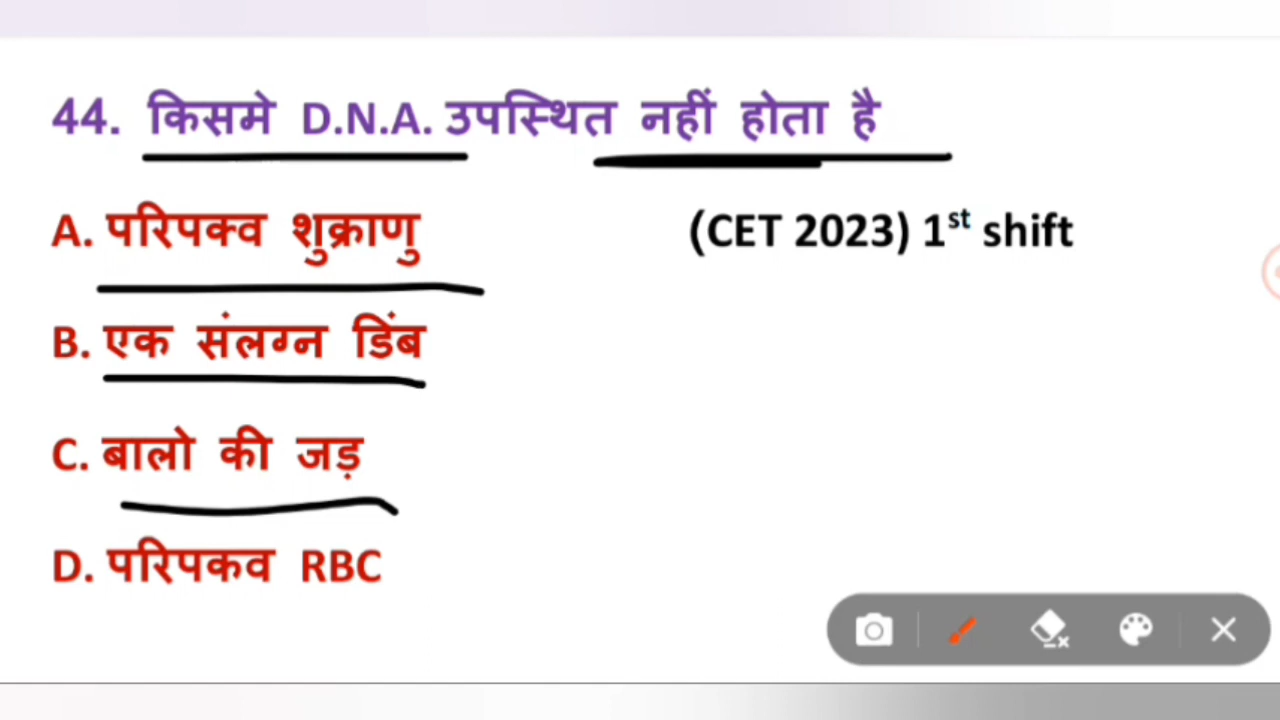 44. किसमे D.N.A. उपस्थित नहीं होता है
A. परिपक्व शुक्राणु
(CET 2023) 1st shift
B. एक संलग्न डिंब
C. बालो की जड़
D. परिपकव RBC